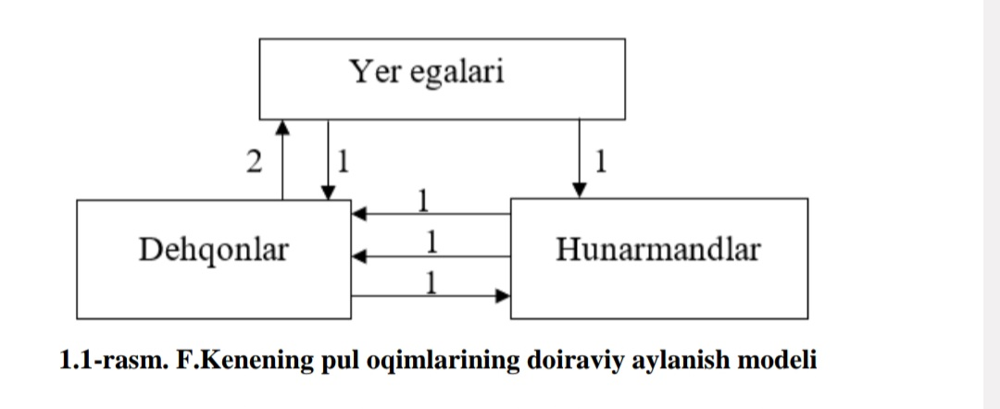 Yer egalari
2
1
1
1
1
1
Dehqonlar
Hunarmandlar
1.1-rasm. F.Kenening pul oqimlarining doiraviy aylanish modeli